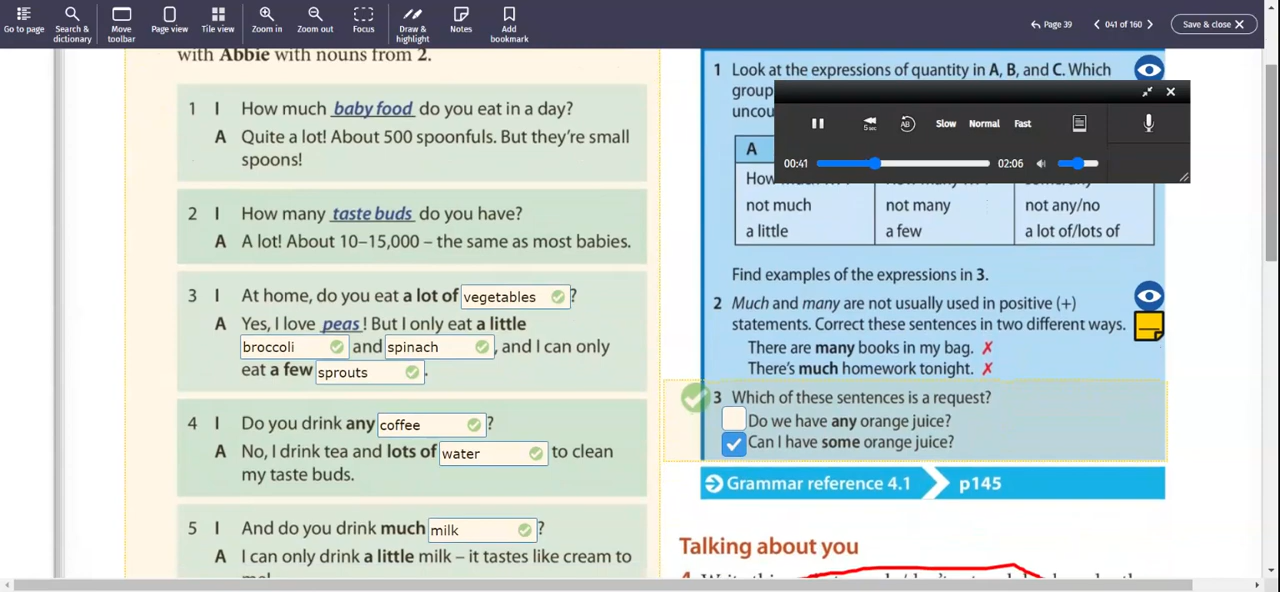 Go to page
Search & dictionary
Move toolbar
Page view
Tile view
Zoom in
Zoom out
Focus
Draw & highlight
Notes
Add bookmark
Page 39
041 of 160
Save & close
with Abbie with nouns from 2.
1 I How much baby food do you eat in a day?
A Quite a lot! About 500 spoonfuls. But they're small
spoons!
2 I How many taste buds do you have?
A A lot! About 10–15,000 – the same as most babies.
3 I At home, do you eat a lot of vegetables ?
A Yes, I love peas! But I only eat a little
broccoli and spinach , and I can only
eat a few sprouts .
4 I Do you drink any coffee ?
A No, I drink tea and lots of water to clean
my taste buds.
5 I And do you drink much milk ?
A I can only drink a little milk – it tastes like cream to
1 Look at the expressions of quantity in A, B, and C. Which
group
uncou
5 sec
AB
Slow
Normal
Fast
00:41
02:06
A
How
not much
not many
not any/no
a little
a few
a lot of/lots of
Find examples of the expressions in 3.
2 Much and many are not usually used in positive (+)
statements. Correct these sentences in two different ways.
There are many books in my bag. ✗
There's much homework tonight. ✗
3 Which of these sentences is a request?
Do we have any orange juice?
Can I have some orange juice?
Grammar reference 4.1
p145
Talking about you